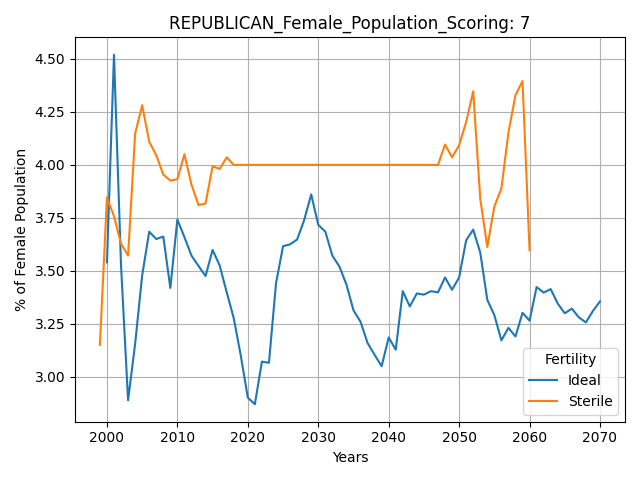 REPUBLICAN_Female_Population_Scoring: 7
4.50
4.25
4.00
3.75
3.50
3.25
3.00
% of Female Population
2000 2010 2020 2030 2040 2050 2060 2070
Years
Fertility
Ideal
Sterile